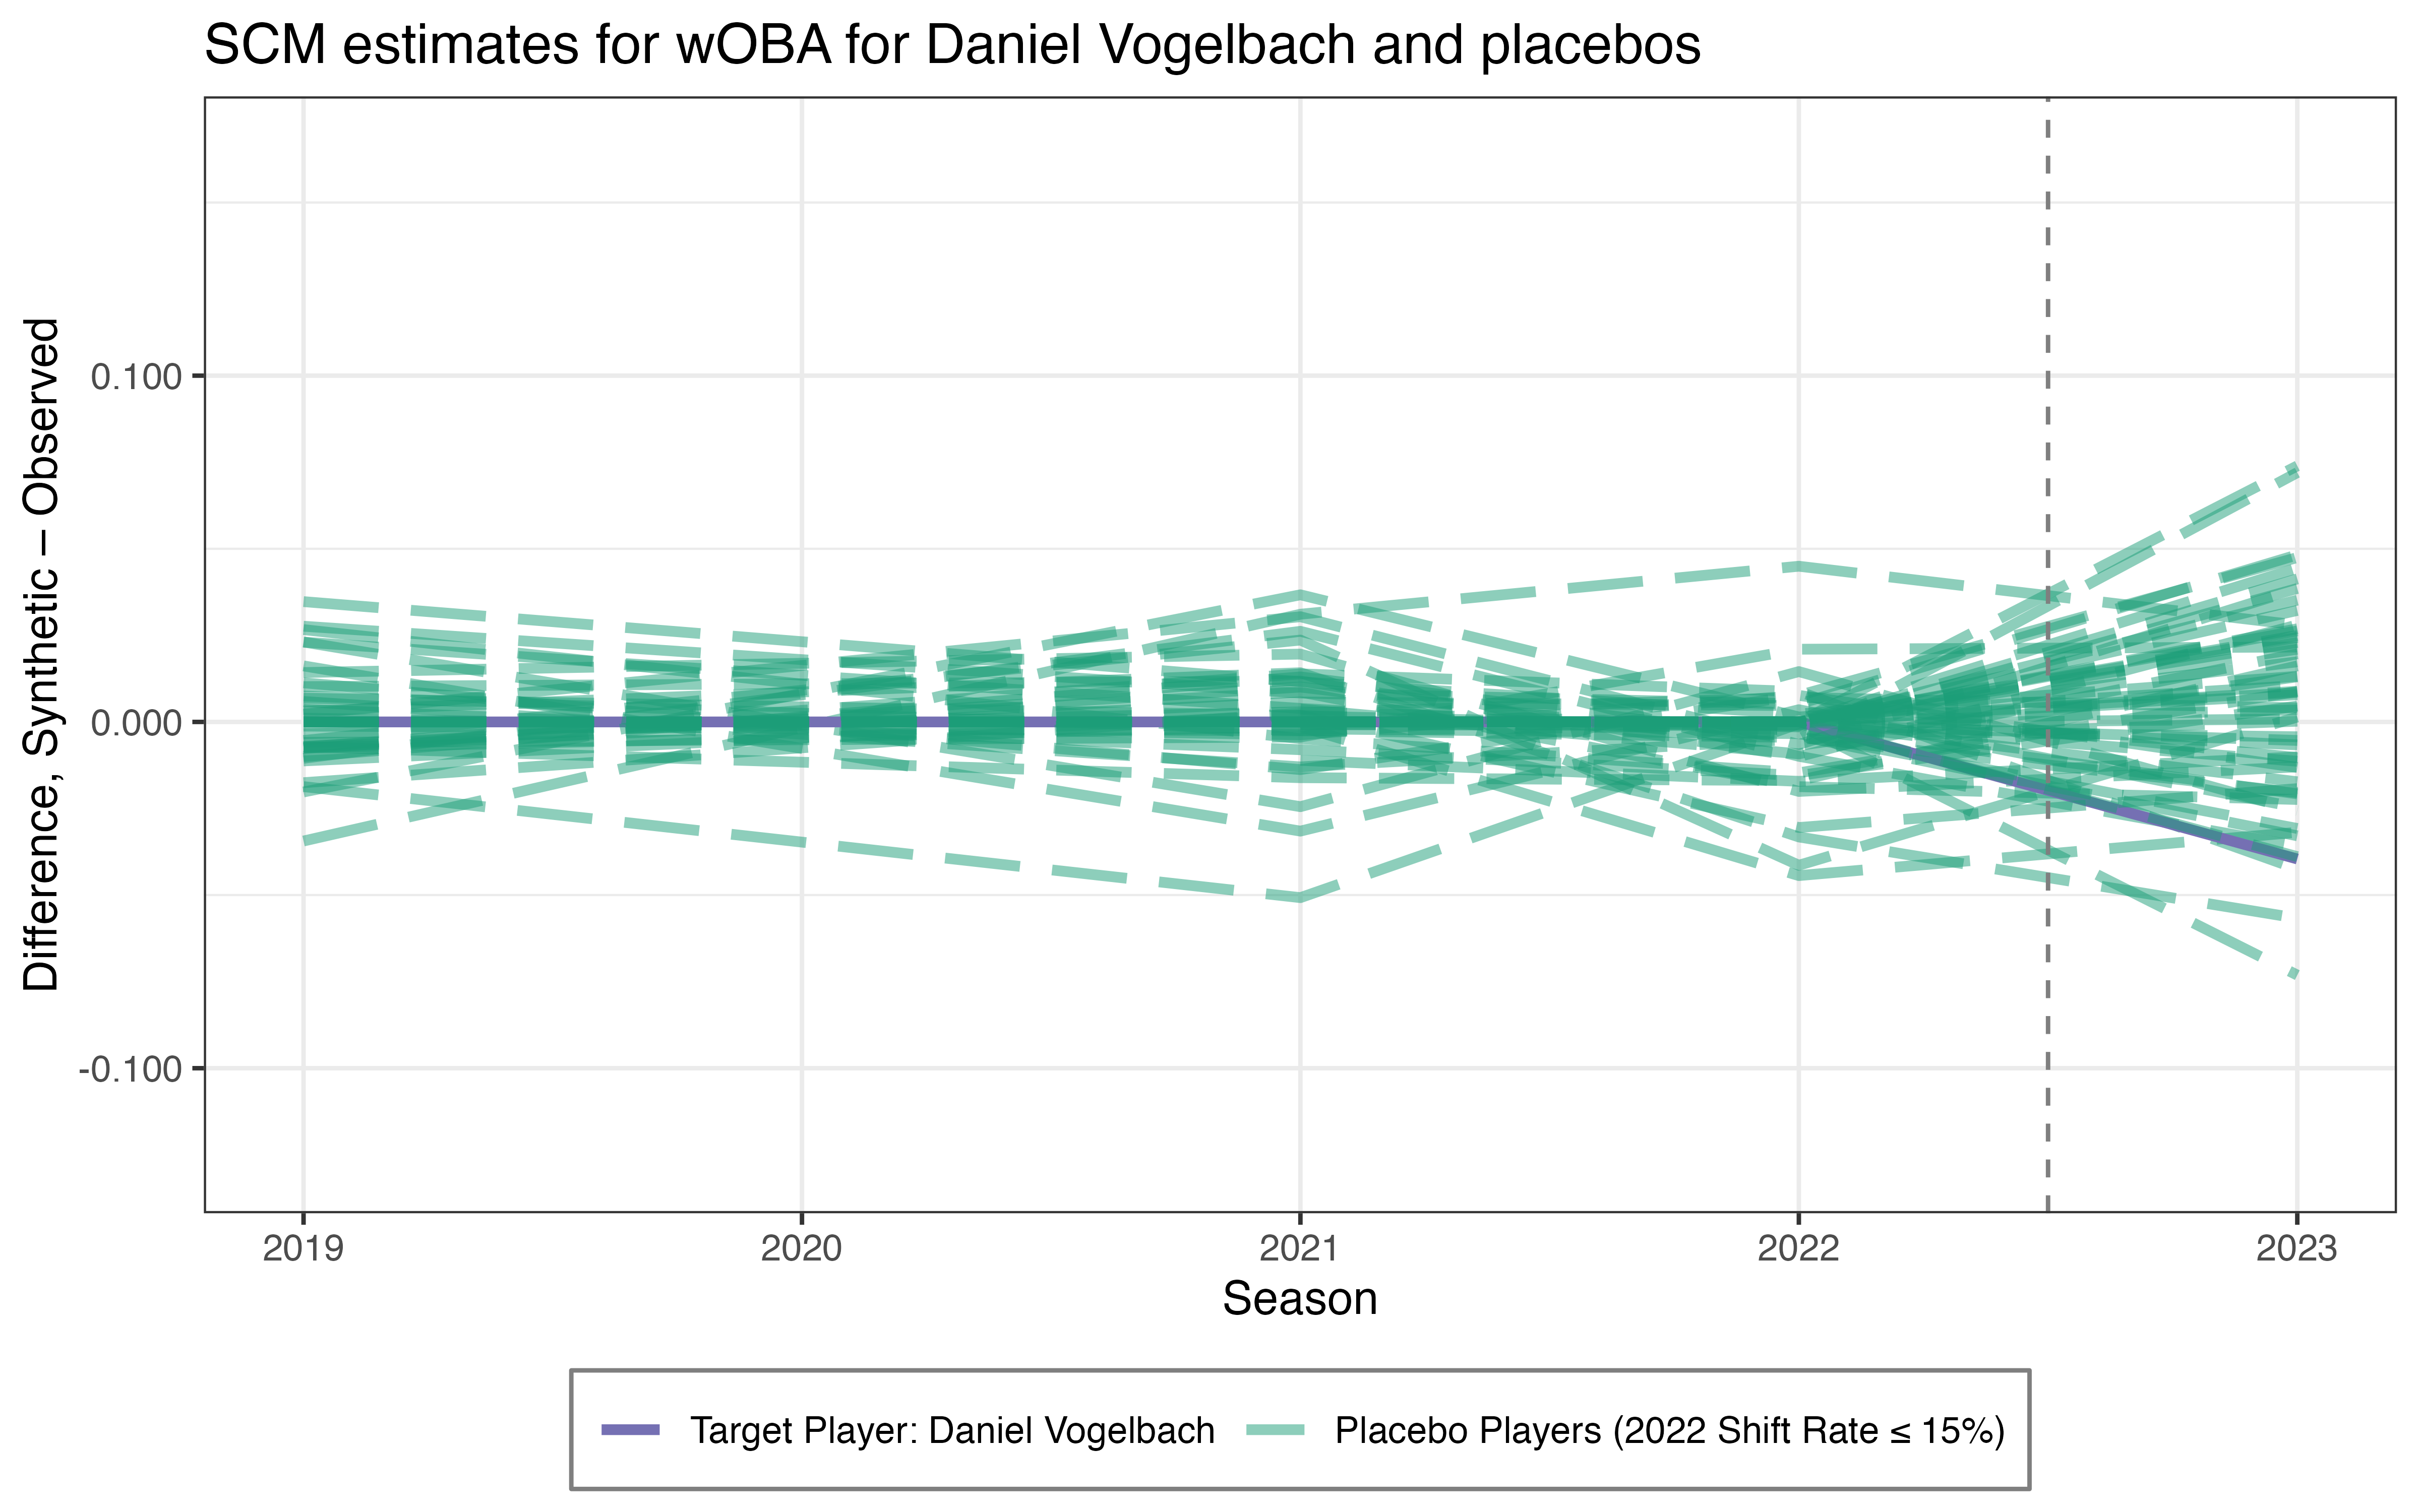 SCM estimates for wOBA for Daniel Vogelbach and placebos
Difference, Synthetic − Observed
0.100
0.000
-0.100
2019 2020 2021 2022 2023
Season
Target Player: Daniel Vogelbach Placebo Players (2022 Shift Rate ≤ 15%)